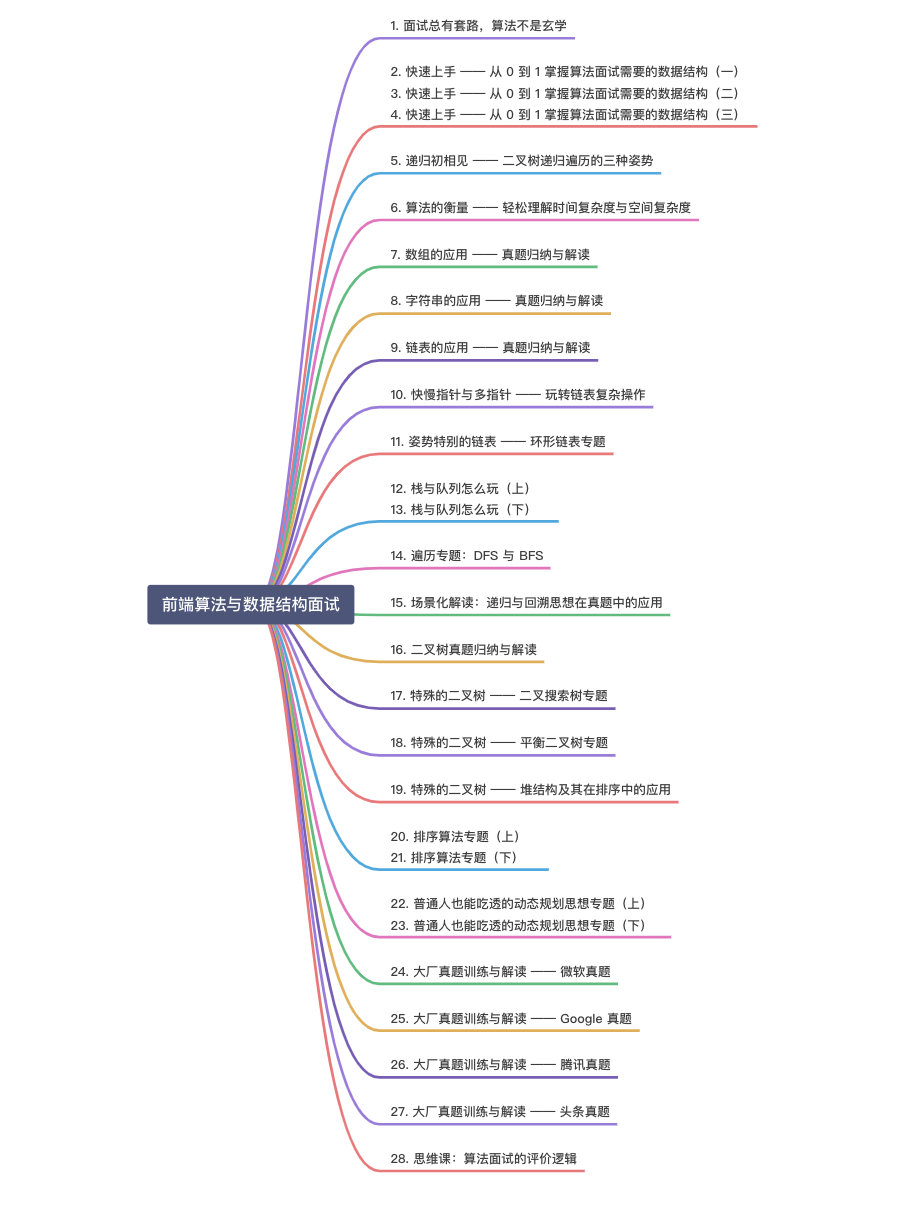 1. 面试总有套路，算法不是玄学
2. 快速上手 —— 从 0 到 1 掌握算法面试需要的数据结构（一）
3. 快速上手 —— 从 0 到 1 掌握算法面试需要的数据结构（二）
4. 快速上手 —— 从 0 到 1 掌握算法面试需要的数据结构（三）
5. 递归初相见 —— 二叉树递归遍历的三种姿势
6. 算法的衡量 —— 轻松理解时间复杂度与空间复杂度
7. 数组的应用 —— 真题归纳与解读
8. 字符串的应用 —— 真题归纳与解读
9. 链表的应用 —— 真题归纳与解读
10. 快慢指针与多指针 —— 玩转链表复杂操作
11. 姿势特别的链表 —— 环形链表专题
12. 栈与队列怎么玩（上）
13. 栈与队列怎么玩（下）
14. 遍历专题：DFS 与 BFS
前端算法与数据结构面试
15. 场景化解读：递归与回溯思想在真题中的应用
16. 二叉树真题归纳与解读
17. 特殊的二叉树 —— 二叉搜索树专题
18. 特殊的二叉树 —— 平衡二叉树专题
19. 特殊的二叉树 —— 堆结构及其在排序中的应用
20. 排序算法专题（上）
21. 排序算法专题（下）
22. 普通人也能吃透的动态规划思想专题（上）
23. 普通人也能吃透的动态规划思想专题（下）
24. 大厂真题训练与解读 —— 微软真题
25. 大厂真题训练与解读 —— Google 真题
26. 大厂真题训练与解读 —— 腾讯真题
27. 大厂真题训练与解读 —— 头条真题
28. 思维课：算法面试的评价逻辑